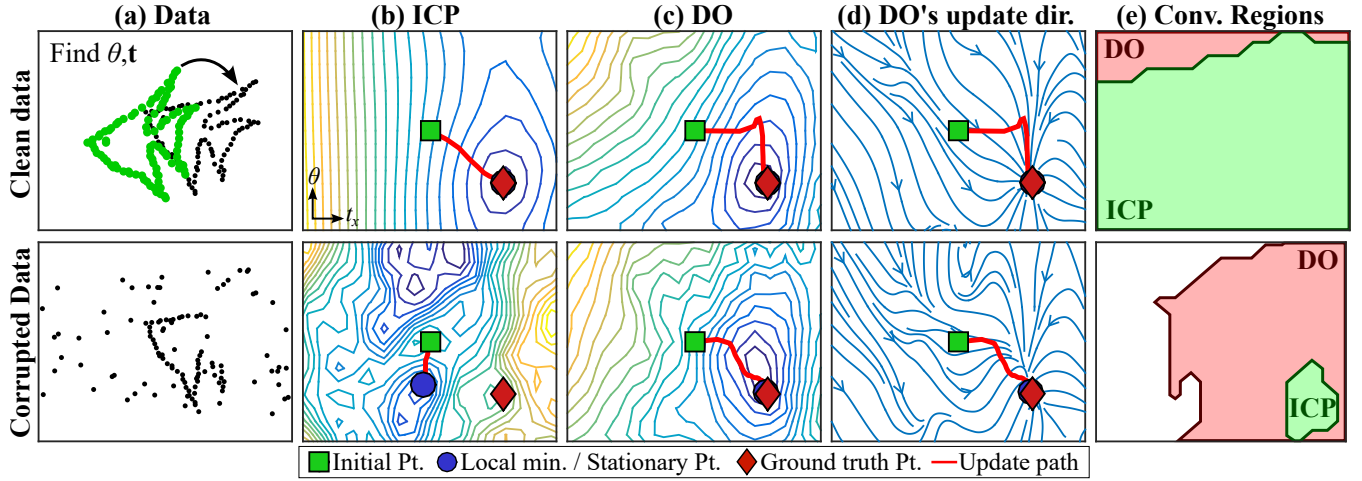 (a) Data
(b) ICP
(c) DO
(d) DO's update dir.
(e) Conv. Regions
Clean data
Find θ,t
θ
t_x
DO
ICP
Corrupted Data
DO
ICP
Initial Pt.
Local min. / Stationary Pt.
Ground truth Pt.
Update path